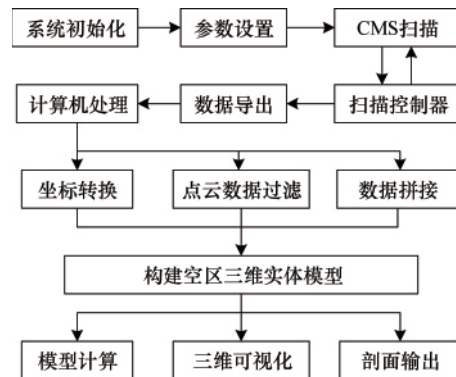 系统初始化
参数设置
CMS扫描
计算机处理
数据导出
扫描控制器
坐标转换
点云数据过滤
数据拼接
构建空区三维实体模型
模型计算
三维可视化
剖面输出